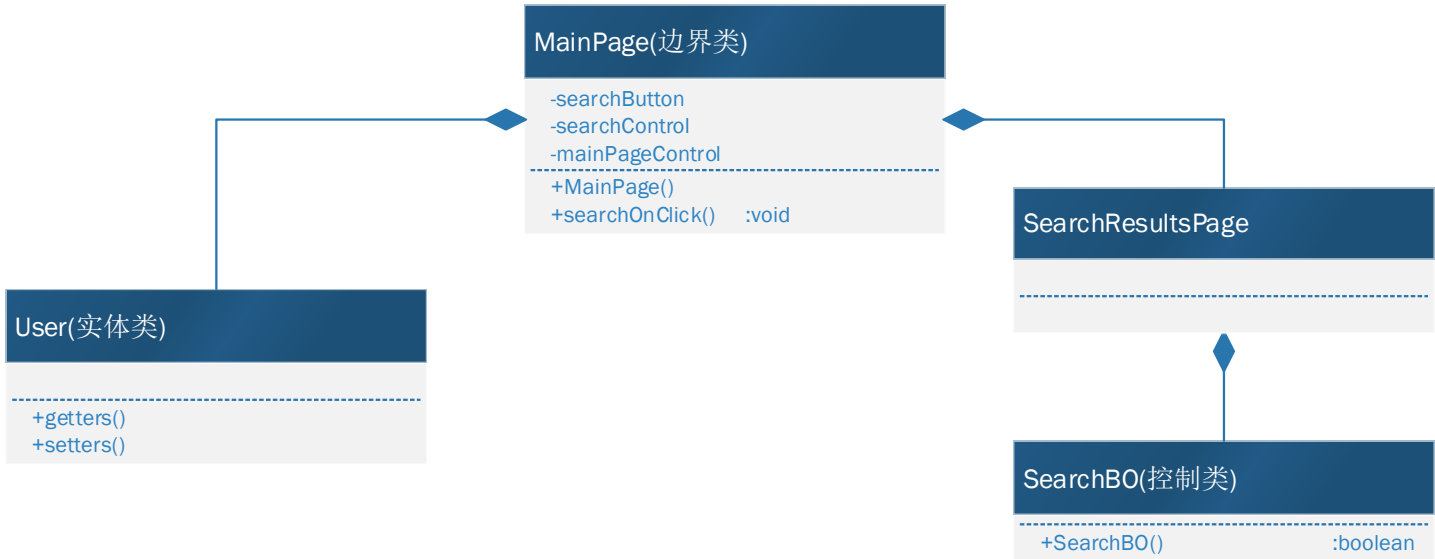 MainPage(边界类)
-searchButton
-searchControl
-mainPageControl
+MainPage()
+searchOnClick() :void
SearchResultsPage
User(实体类)
+getters()
+setters()
SearchBO(控制类)
+SearchBO() :boolean